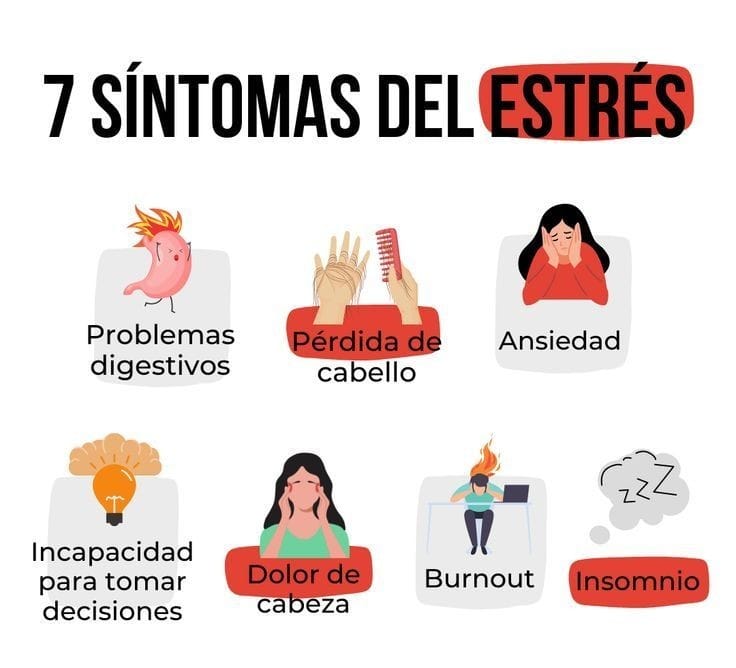 7 SÍNTOMAS DEL ESTRÉS
Problemas
digestivos
Pérdida de
cabello
Ansiedad
Incapacidad
para tomar
decisiones
Dolor de
cabeza
Burnout
zzZ
Insomnio